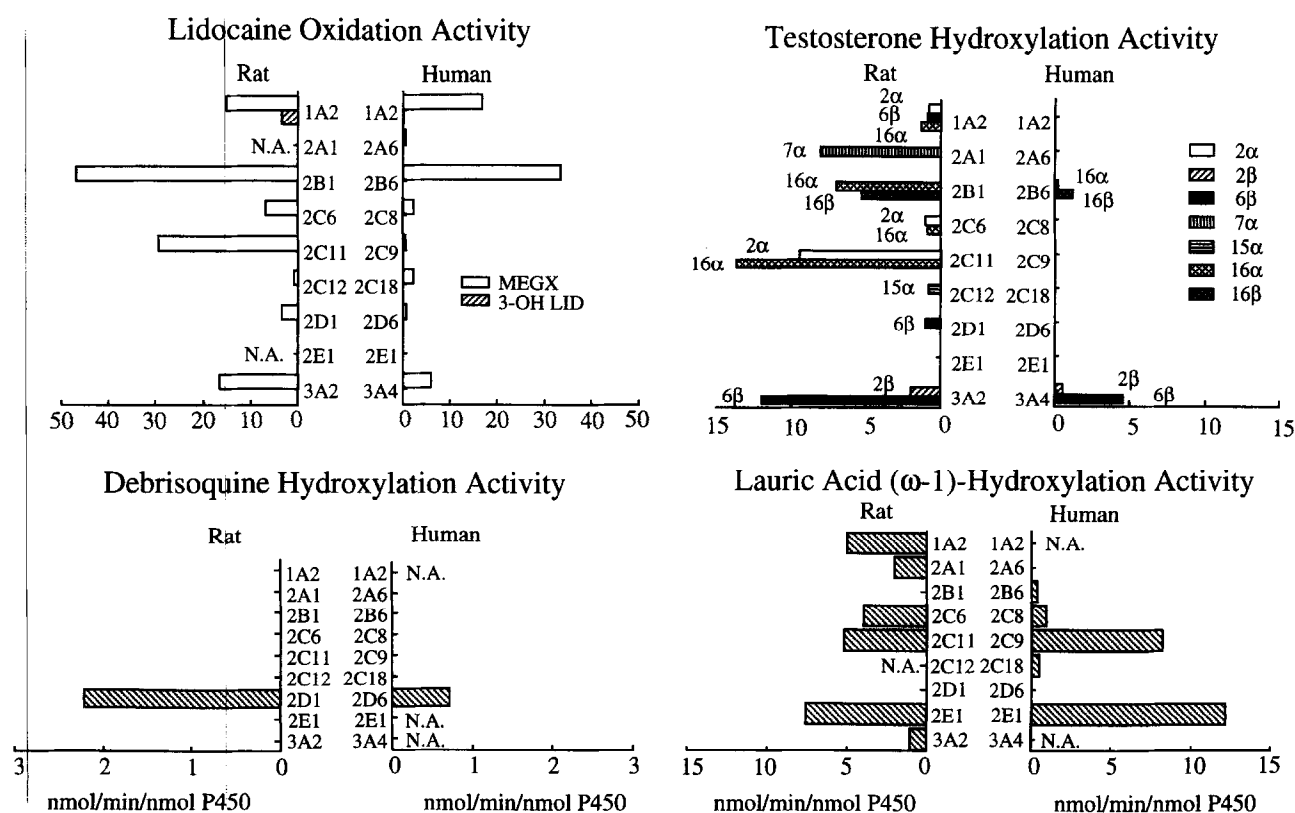 Lidocaine Oxidation Activity
Rat
Human
1A2
1A2
N.A.
2A1
2A6
2B1
2B6
2C6
2C8
2C11
2C9
2C12
2C18
2D1
2D6
N.A.
2E1
2E1
3A2
3A4
MEGX
3-OH LID
50
40
30
20
10
0
0
10
20
30
40
50
Testosterone Hydroxylation Activity
Rat
Human
2α
6β
16α
1A2
1A2
7α
2A1
2A6
16α
16β
2B1
2B6
16α
16β
2α
16α
2C6
2C8
2α
16α
2C11
2C9
15α
2C12
2C18
6β
2D1
2D6
2E1
2E1
2β
6β
3A2
3A4
2β
6β
2α
2β
6β
7α
15α
16α
16β
15
10
5
0
0
5
10
15
Debrisoquine Hydroxylation Activity
Rat
Human
1A2
1A2
N.A.
2A1
2A6
2B1
2B6
2C6
2C8
2C11
2C9
2C12
2C18
2D1
2D6
2E1
2E1
N.A.
3A2
3A4
N.A.
3
2
1
0
0
1
2
3
nmol/min/nmol P450
nmol/min/nmol P450
Lauric Acid (ω-1)-Hydroxylation Activity
Rat
Human
1A2
1A2
N.A.
2A1
2A6
2B1
2B6
2C6
2C8
2C11
2C9
N.A.
2C12
2C18
2D1
2D6
2E1
2E1
3A2
3A4
N.A.
15
10
5
0
0
5
10
15
nmol/min/nmol P450
nmol/min/nmol P450